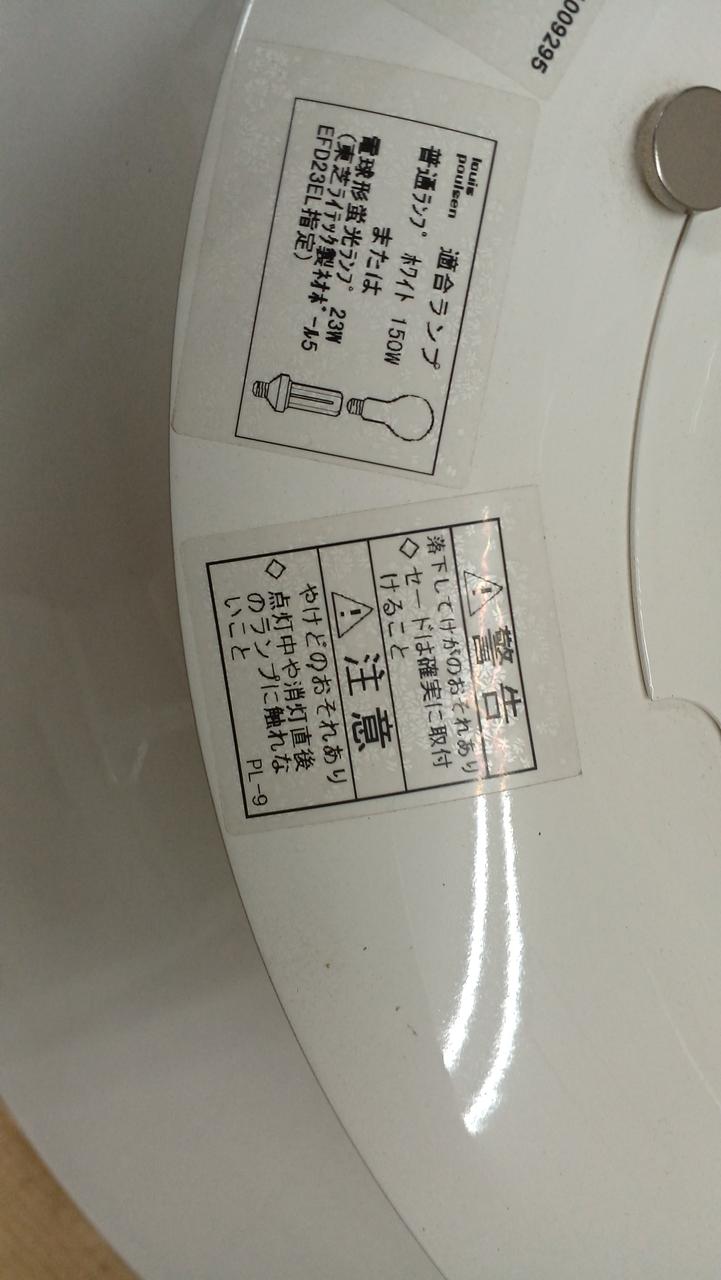 009295
louis
poulsen
適合ランプ
普通ランプ ホワイト 150W
または
電球形蛍光ランプ 23W
(東芝ライテック製ネオボール5
EFD23EL指定)
警告
落下してけがのおそれあり
◇ セードは確実に取付
けること
注意
やけどのおそれあり
◇ 点灯中や消灯直後
のランプに触れな
いこと
PL-9